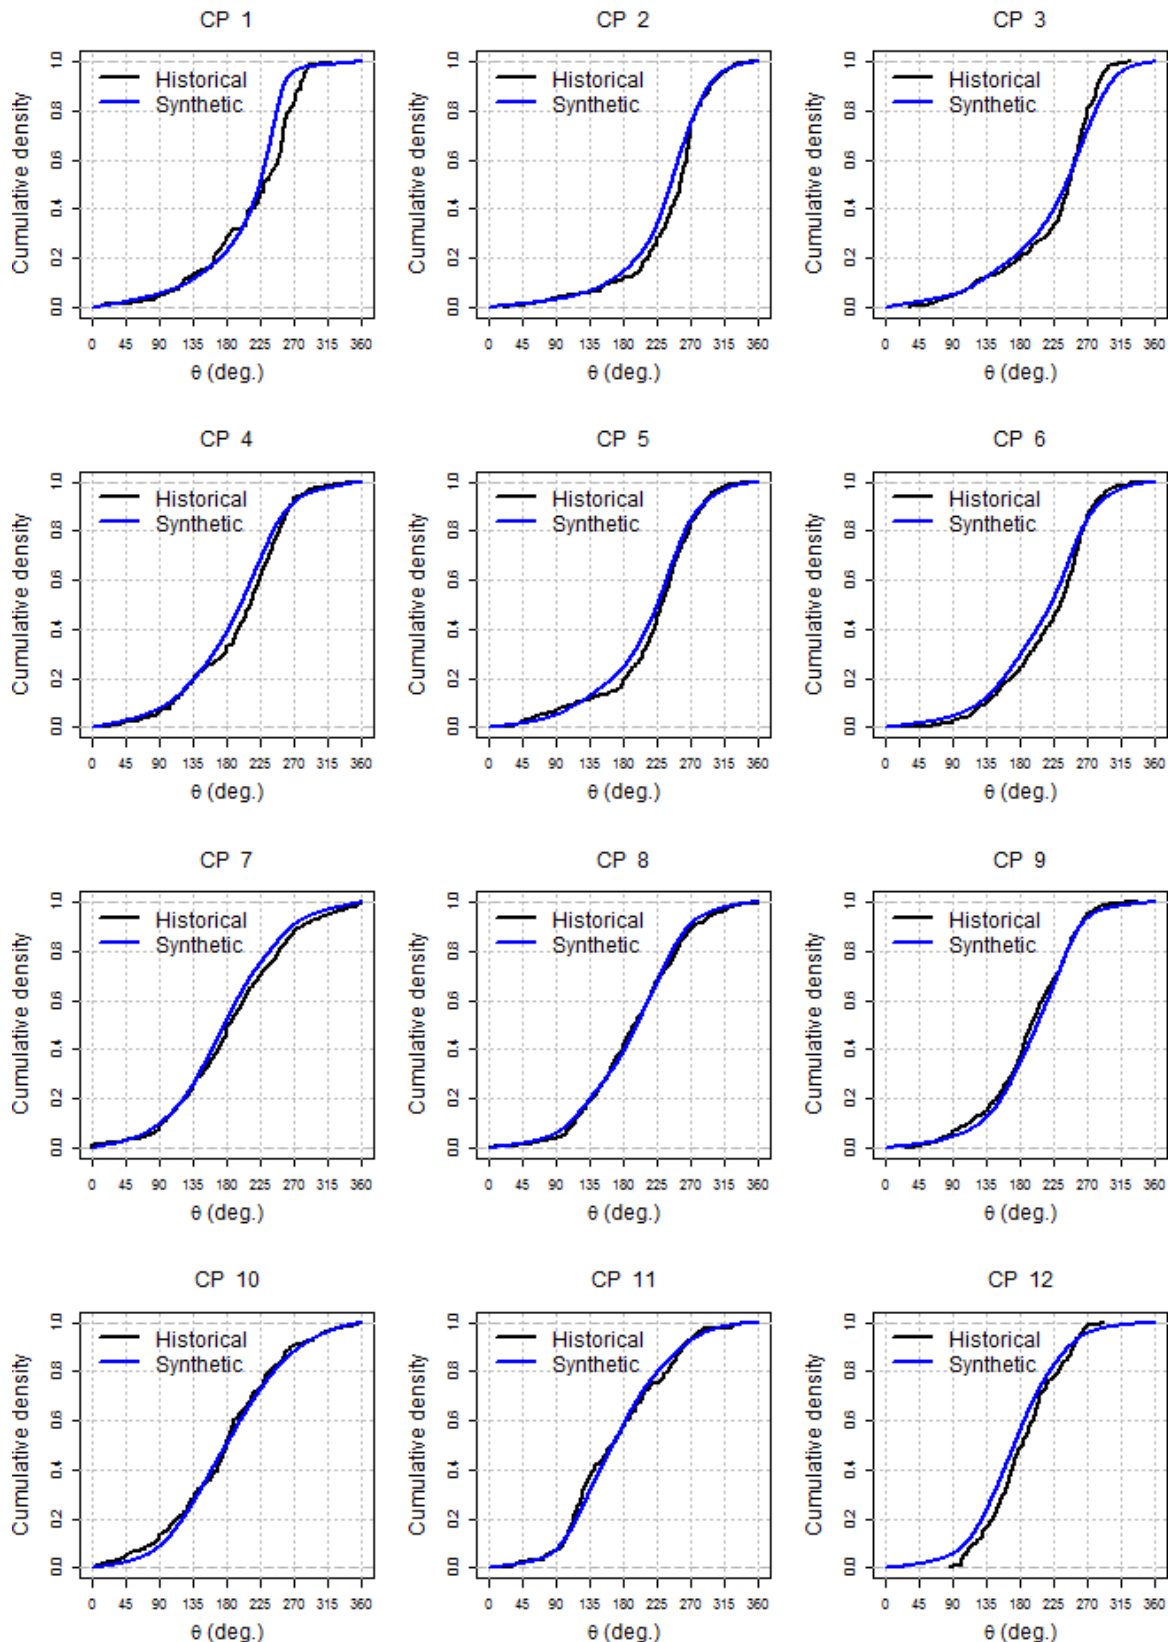 CP 1 CP 2 CP 3
Historical Historical Historical
Synthetic Synthetic Synthetic
Cumulative density Cumulative density Cumulative density
0.0 0.2 0.4 0.6 0.8 1.0 0.0 0.2 0.4 0.6 0.8 1.0 0.0 0.2 0.4 0.6 0.8 1.0
0 45 90 135 180 225 270 315 360 0 45 90 135 180 225 270 315 360 0 45 90 135 180 225 270 315 360
θ (deg.) θ (deg.) θ (deg.)
CP 4 CP 5 CP 6
Historical Historical Historical
Synthetic Synthetic Synthetic
Cumulative density Cumulative density Cumulative density
0.0 0.2 0.4 0.6 0.8 1.0 0.0 0.2 0.4 0.6 0.8 1.0 0.0 0.2 0.4 0.6 0.8 1.0
0 45 90 135 180 225 270 315 360 0 45 90 135 180 225 270 315 360 0 45 90 135 180 225 270 315 360
θ (deg.) θ (deg.) θ (deg.)
CP 7 CP 8 CP 9
Historical Historical Historical
Synthetic Synthetic Synthetic
Cumulative density Cumulative density Cumulative density
0.0 0.2 0.4 0.6 0.8 1.0 0.0 0.2 0.4 0.6 0.8 1.0 0.0 0.2 0.4 0.6 0.8 1.0
0 45 90 135 180 225 270 315 360 0 45 90 135 180 225 270 315 360 0 45 90 135 180 225 270 315 360
θ (deg.) θ (deg.) θ (deg.)
CP 10 CP 11 CP 12
Historical Historical Historical
Synthetic Synthetic Synthetic
Cumulative density Cumulative density Cumulative density
0.0 0.2 0.4 0.6 0.8 1.0 0.0 0.2 0.4 0.6 0.8 1.0 0.0 0.2 0.4 0.6 0.8 1.0
0 45 90 135 180 225 270 315 360 0 45 90 135 180 225 270 315 360 0 45 90 135 180 225 270 315 360
θ (deg.) θ (deg.) θ (deg.)